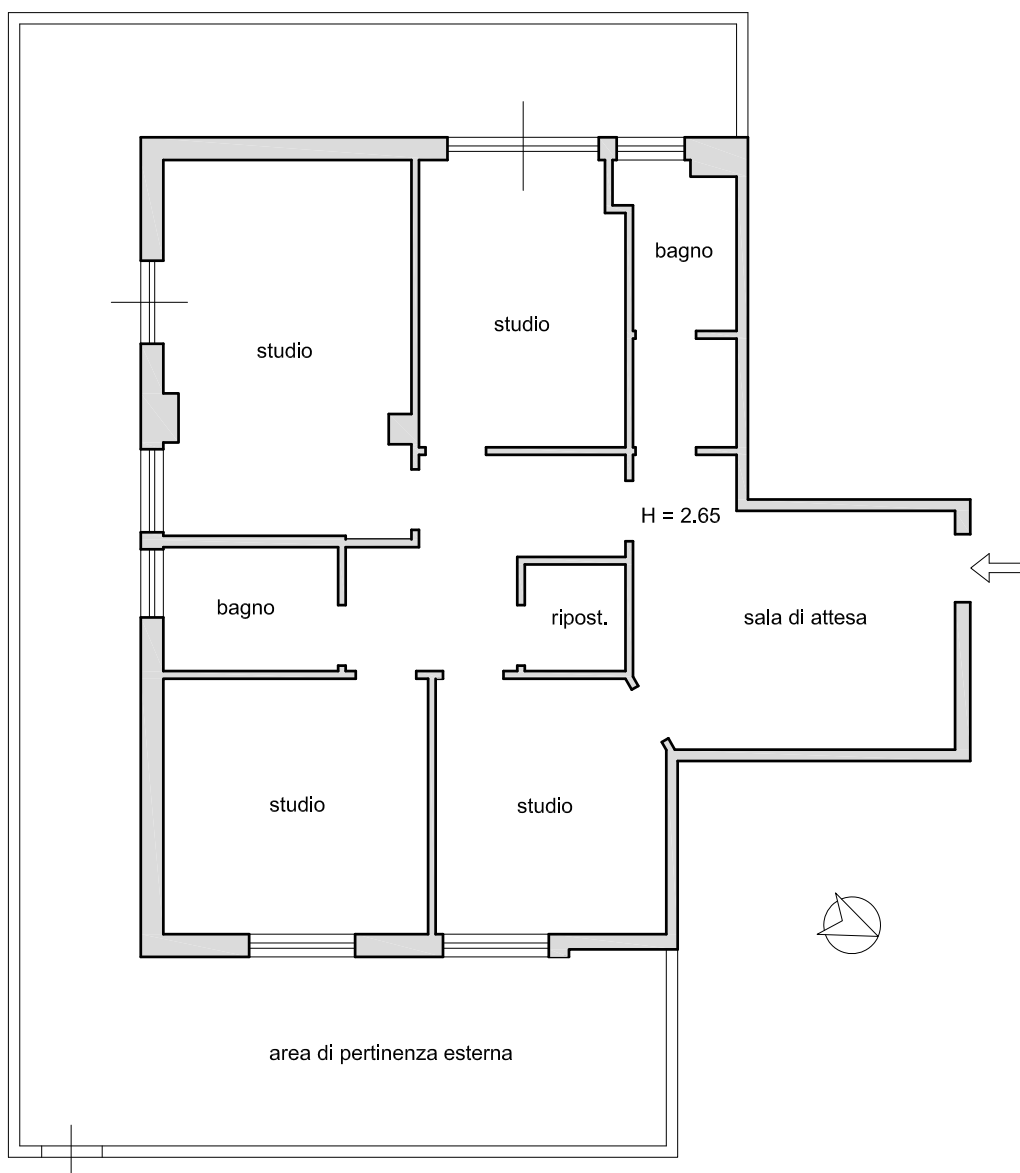 bagno
studio
studio
H = 2.65
bagno
ripost.
sala di attesa
studio
studio
area di pertinenza esterna